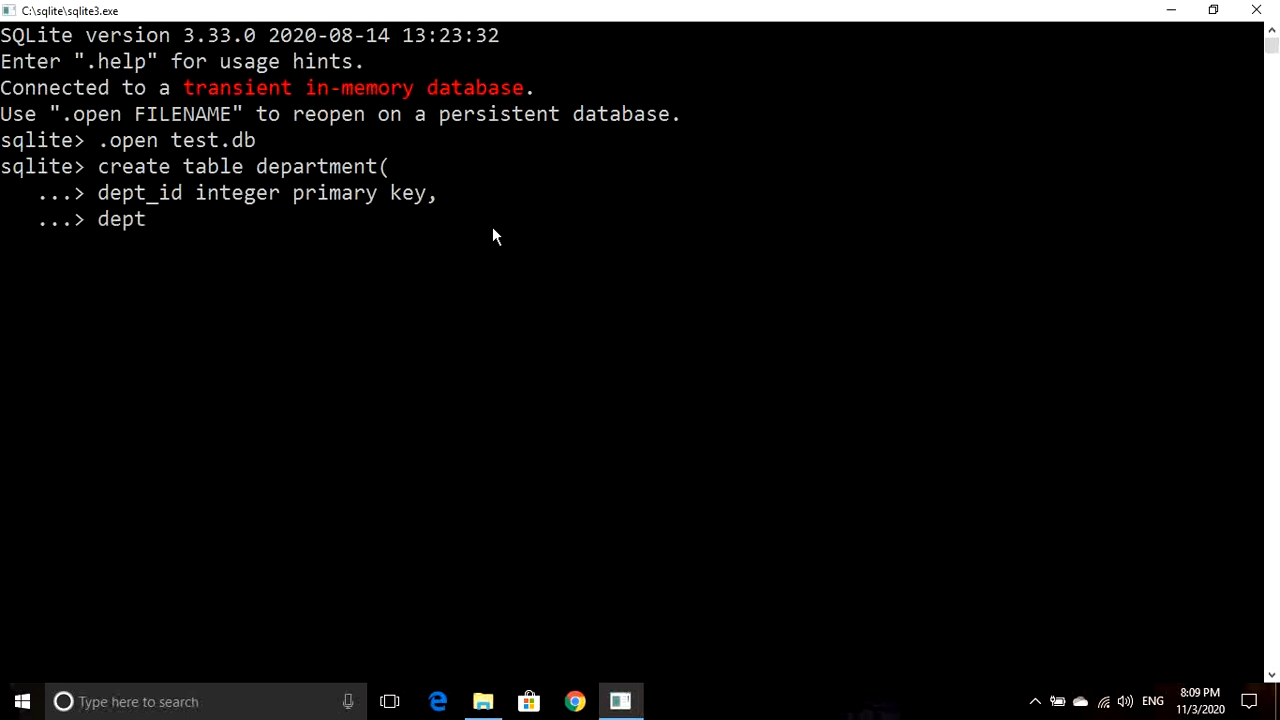 C:\sqlite\sqlite3.exe
SQLite version 3.33.0 2020-08-14 13:23:32
Enter ".help" for usage hints.
Connected to a transient in-memory database.
Use ".open FILENAME" to reopen on a persistent database.
sqlite> .open test.db
sqlite> create table department(
...> dept_id integer primary key,
...> dept
Type here to search
ENG
8:09 PM
11/3/2020